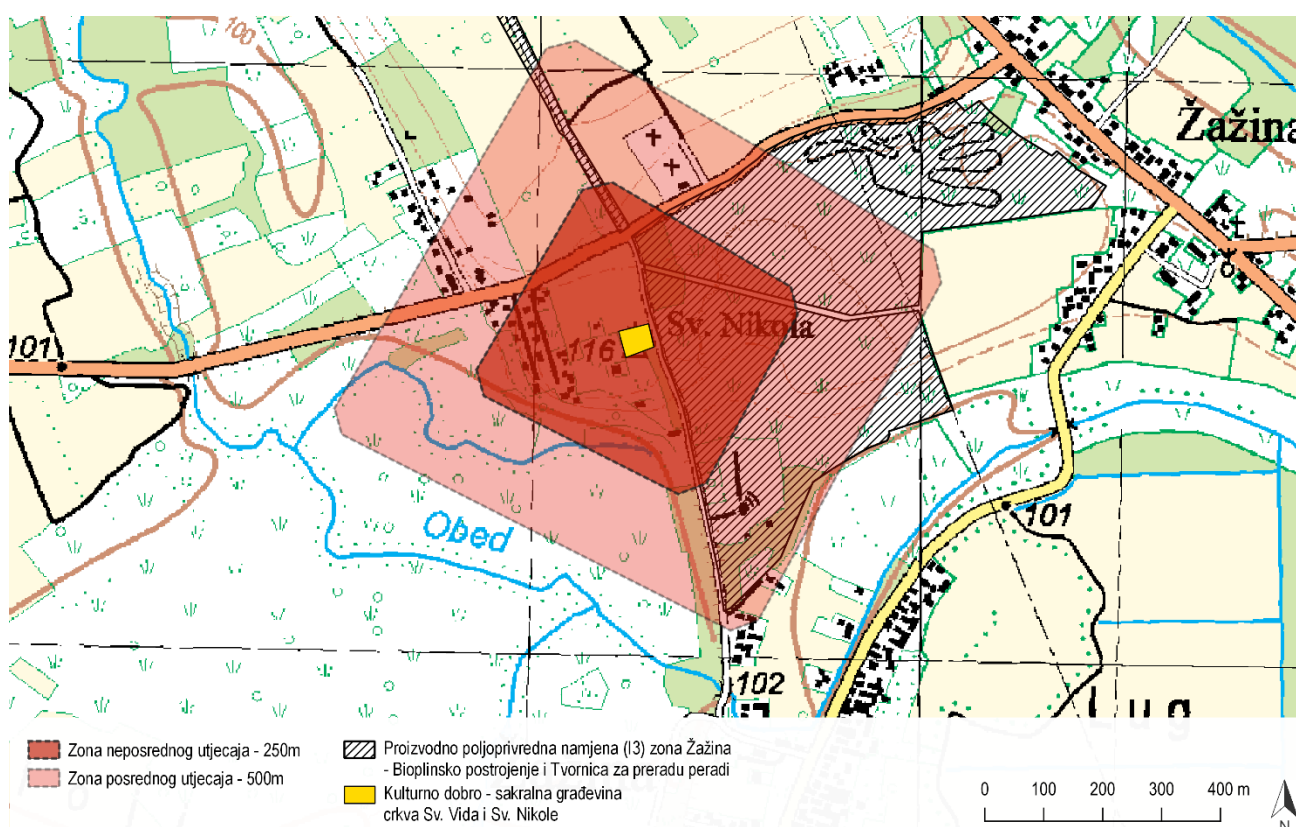 100
Žažina
101
Sv. Nikola
116
Obed
101
102
Lug
Zona neposrednog utjecaja - 250m
Zona posrednog utjecaja - 500m
Proizvodno poljoprivredna namjena (I3) zona Žažina
- Bioplinsko postrojenje i Tvornica za preradu peradi
Kulturno dobro - sakralna građevina
crkva Sv. Vida i Sv. Nikole
0 100 200 300 400 m
N